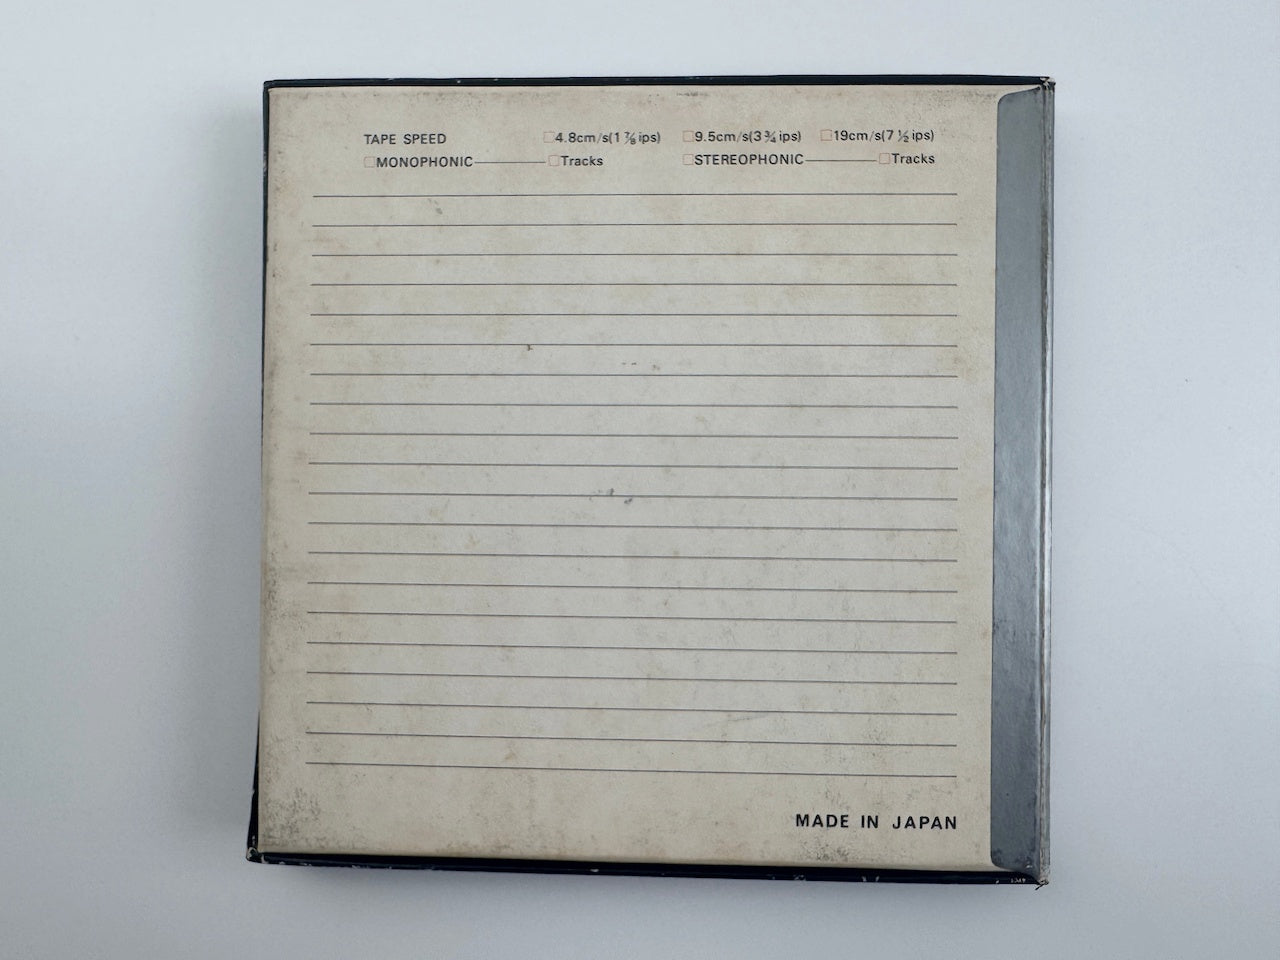 TAPE SPEED □4.8cm/s(1 ⅞ ips) □9.5cm/s(3 ¾ ips) □19cm/s(7 ½ ips)
□MONOPHONIC————□Tracks □STEREOPHONIC————□Tracks
MADE IN JAPAN